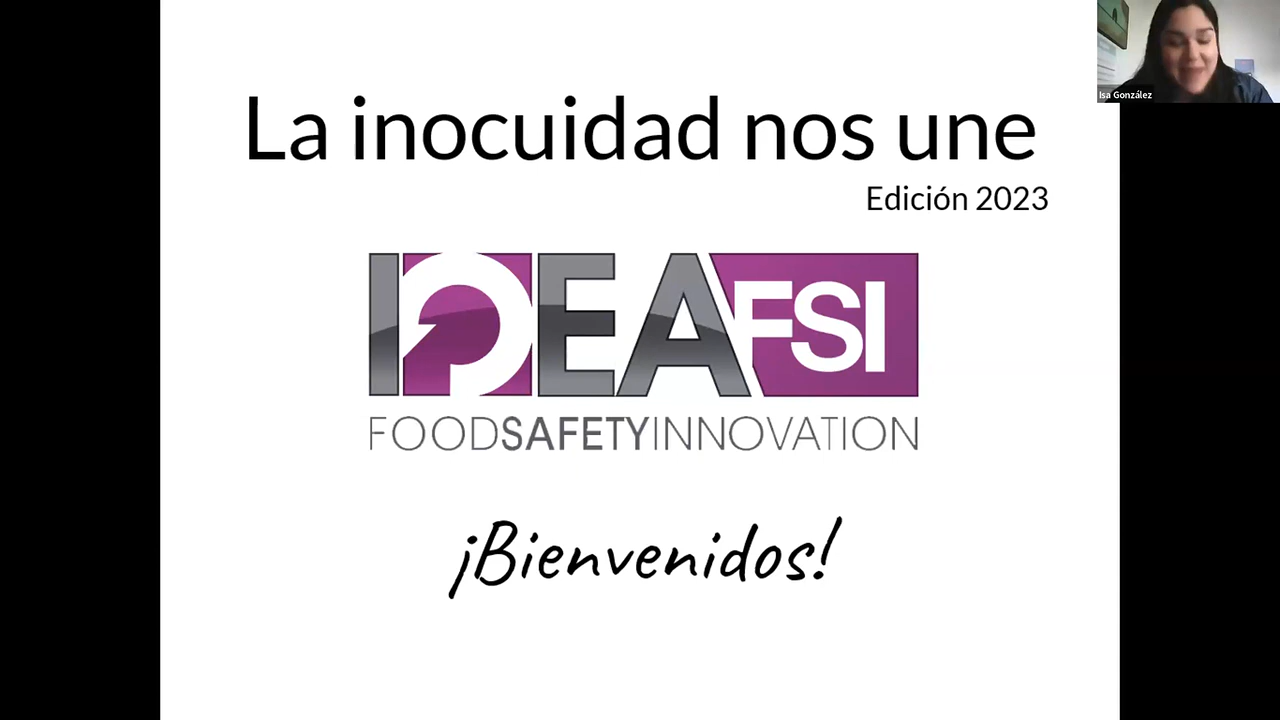 La inocuidad nos une
Edición 2023
IDEAFSI
FOODSAFETYINNOVATION
¡Bienvenidos!
Isa González